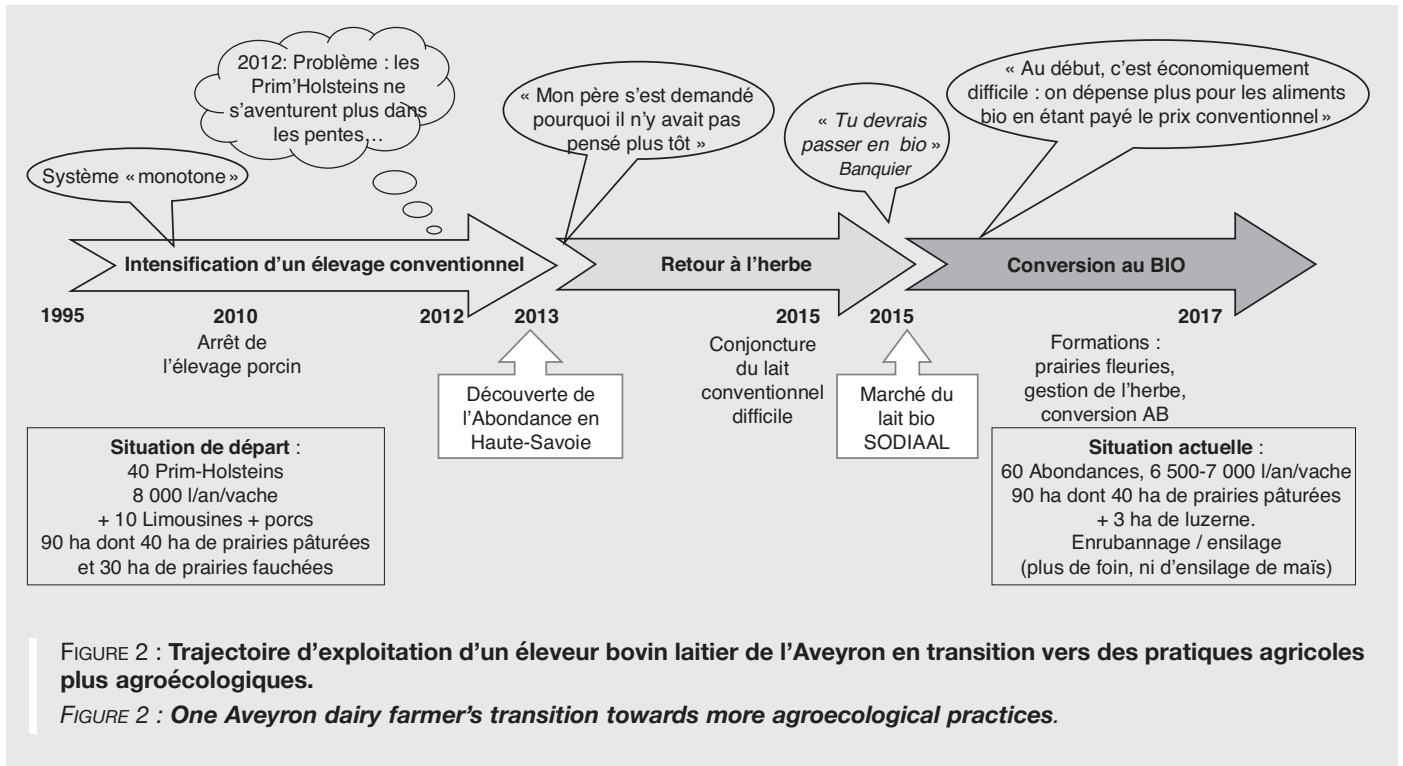 2012: Problème : les
Prim'Holsteins ne
s'aventurent plus dans
les pentes…
Système « monotone »
« Mon père s'est demandé
pourquoi il n'y avait pas
pensé plus tôt »
« Tu devrais
passer en bio »
Banquier
« Au début, c'est économiquement
difficile : on dépense plus pour les aliments
bio en étant payé le prix conventionnel »
Intensification d'un élevage conventionnel
Retour à l'herbe
Conversion au BIO
1995
2010
Arrêt de
l'élevage porcin
2012
2013
Découverte de
l'Abondance en
Haute-Savoie
2015
Conjoncture
du lait
conventionnel
difficile
2015
Marché du
lait bio
SODIAAL
2017
Formations :
prairies fleuries,
gestion de l'herbe,
conversion AB
Situation de départ :
40 Prim-Holsteins
8 000 l/an/vache
+ 10 Limousines + porcs
90 ha dont 40 ha de prairies pâturées
et 30 ha de prairies fauchées
Situation actuelle :
60 Abondances, 6 500-7 000 l/an/vache
90 ha dont 40 ha de prairies pâturées
+ 3 ha de luzerne.
Enrubannage / ensilage
(plus de foin, ni d'ensilage de maïs)
FIGURE 2 : Trajectoire d'exploitation d'un éleveur bovin laitier de l'Aveyron en transition vers des pratiques agricoles
plus agroécologiques.
FIGURE 2 : One Aveyron dairy farmer's transition towards more agroecological practices.